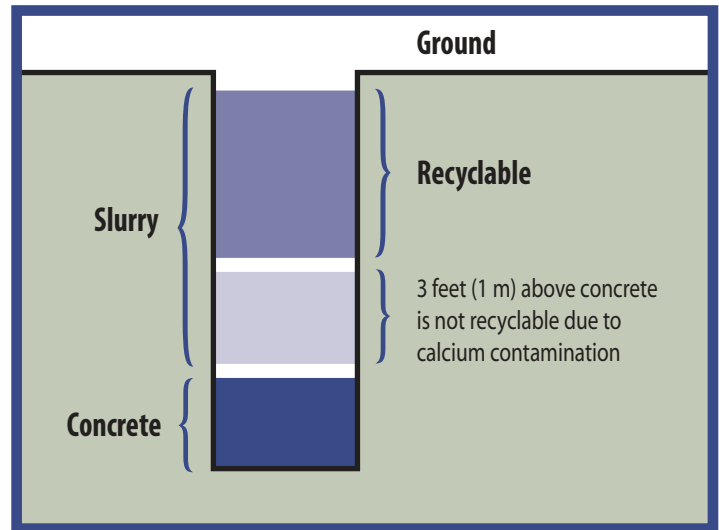 Ground
Recyclable
Slurry
3 feet (1 m) above concrete
is not recyclable due to
calcium contamination
Concrete